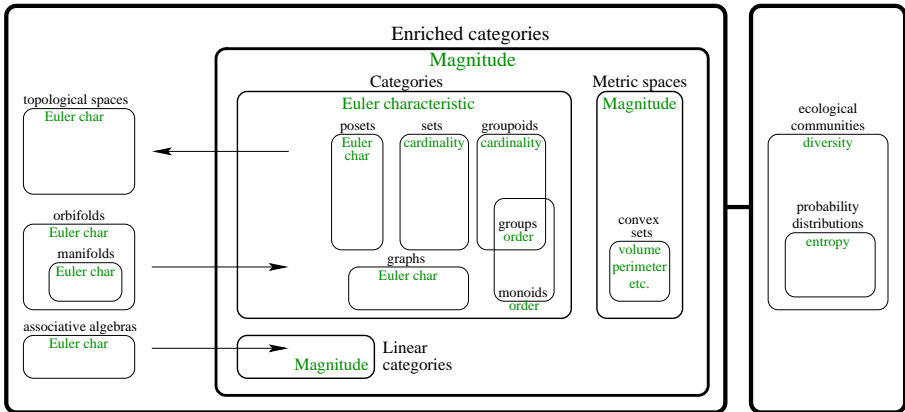 Enriched categories
Magnitude
Categories
Euler characteristic
posets
Euler
char
sets
cardinality
groupoids
cardinality
groups
order
monoids
order
graphs
Euler char
Metric spaces
Magnitude
convex
sets
volume
perimeter
etc.
Magnitude
Linear
categories
topological spaces
Euler char
orbifolds
Euler char
manifolds
Euler char
associative algebras
Euler char
ecological
communities
diversity
probability
distributions
entropy